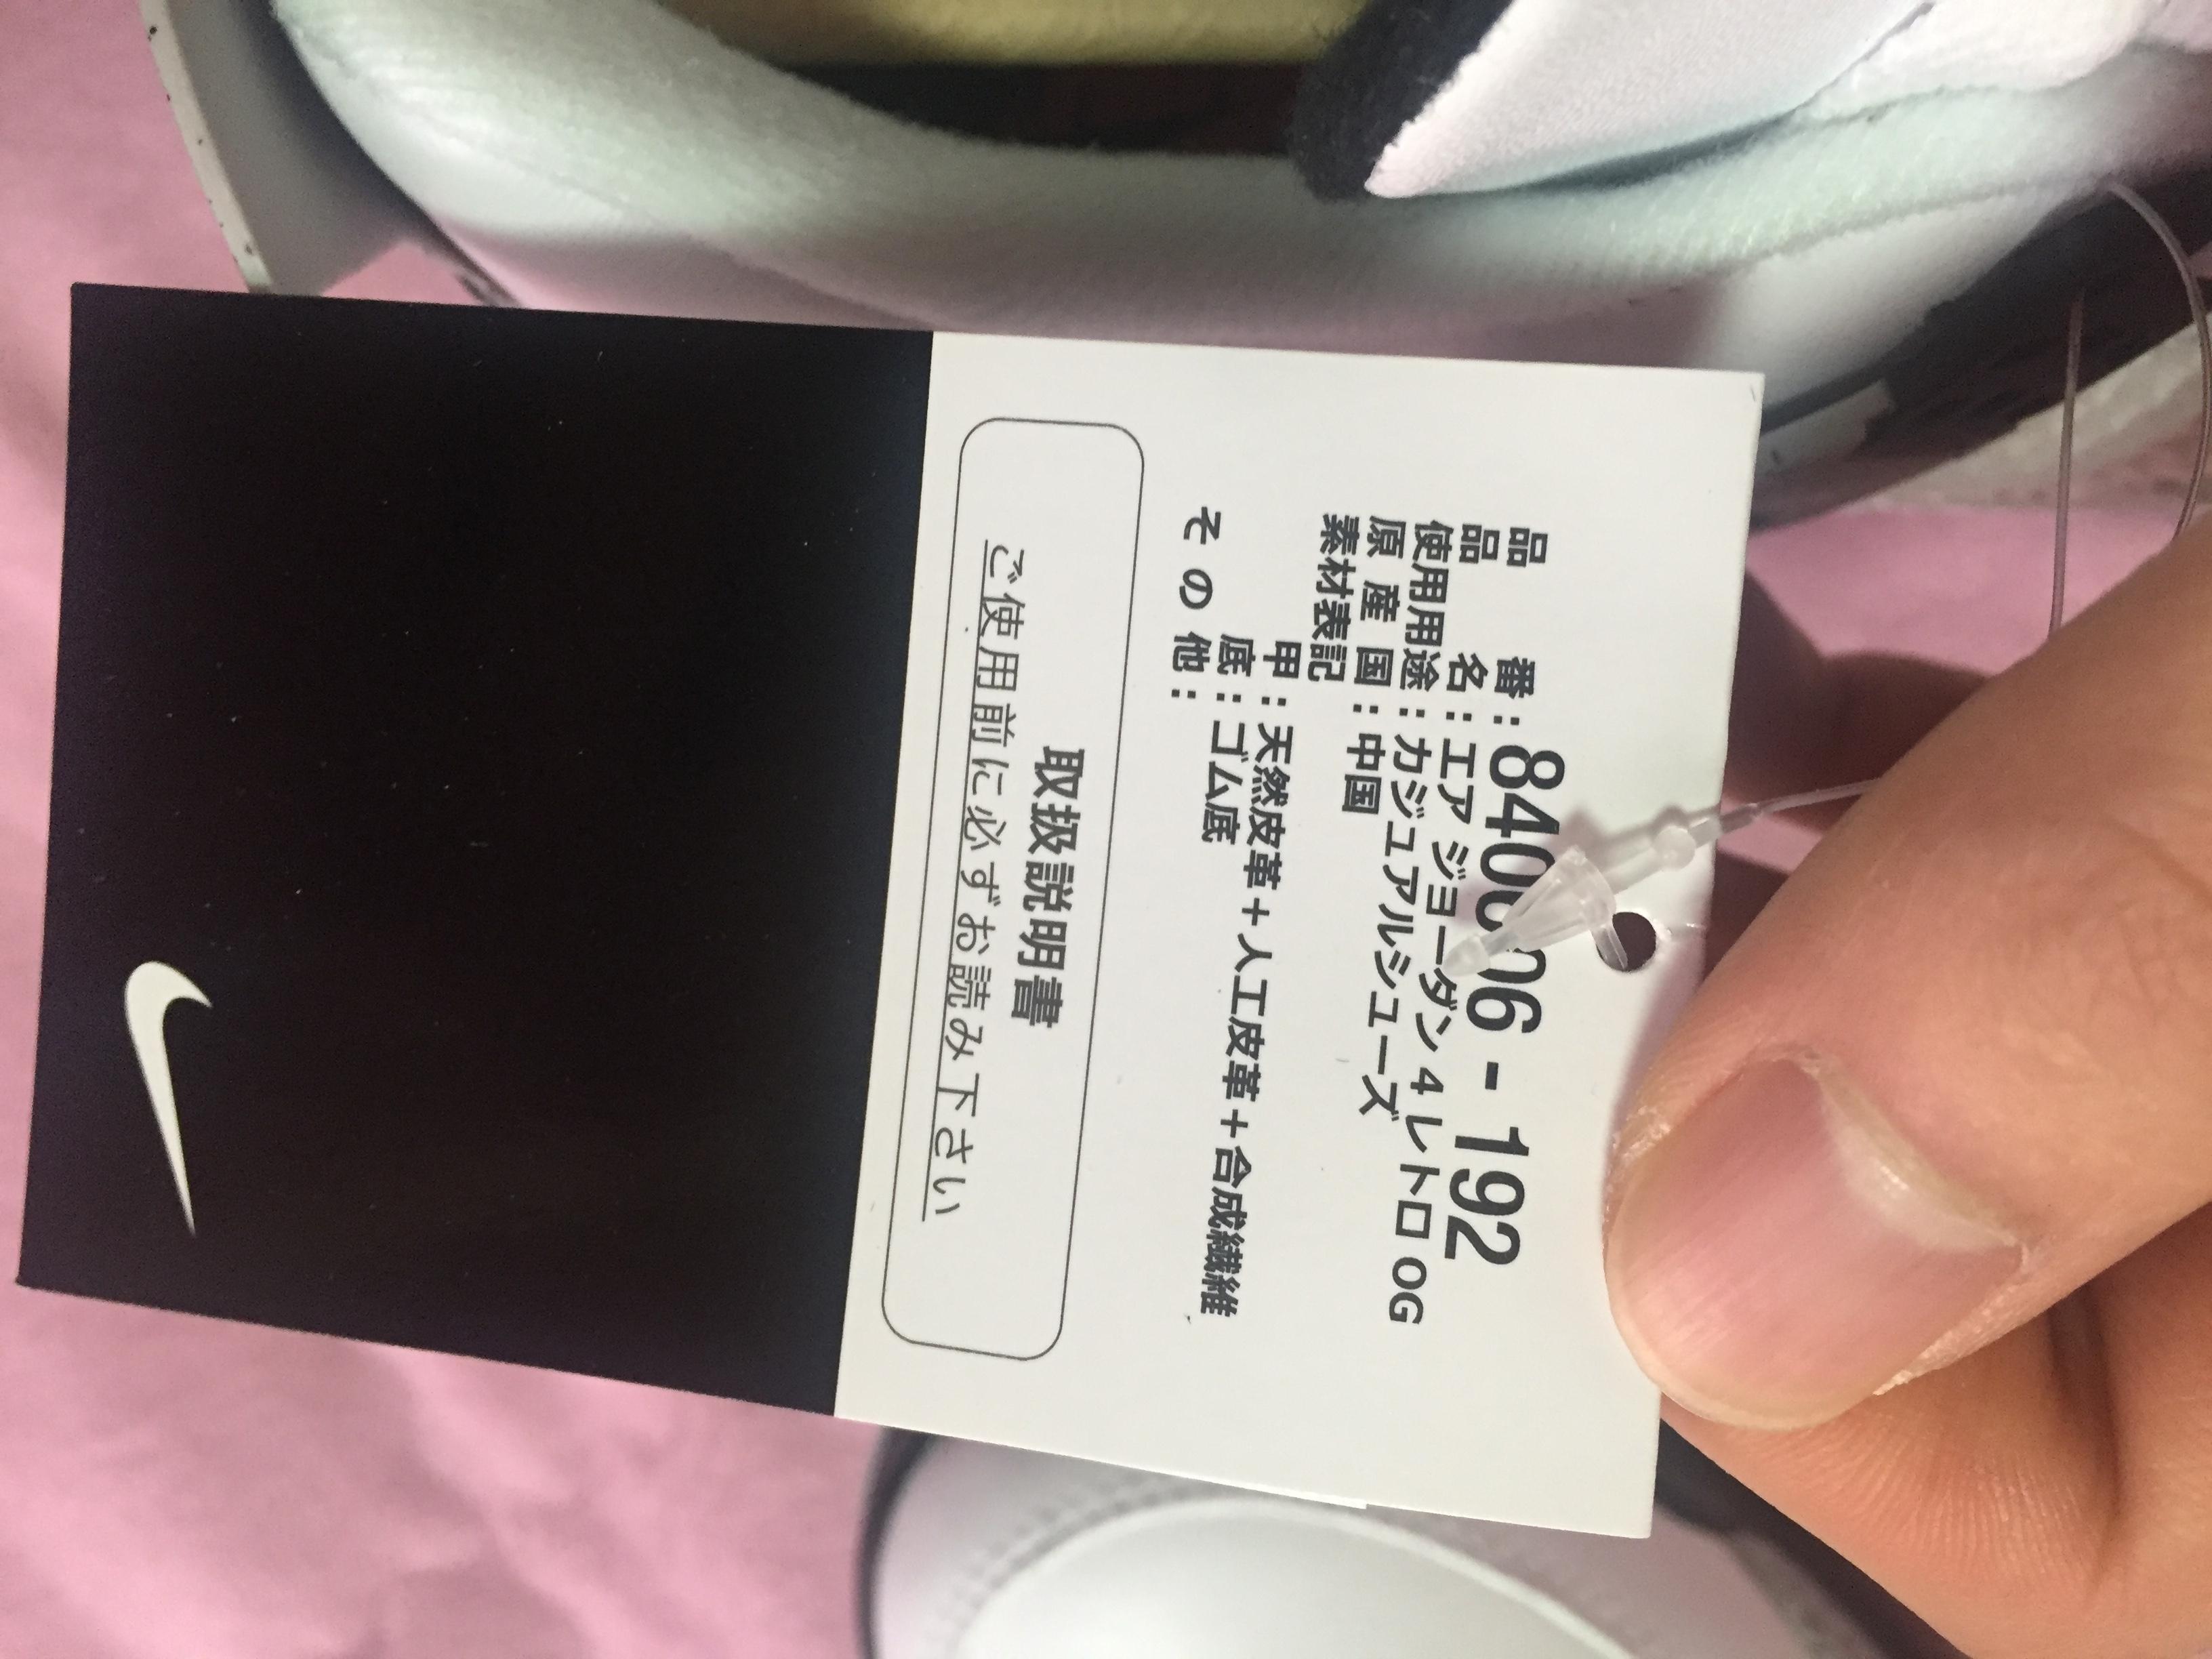 品番：840606-192
品名：エア ジョーダン 4 レトロ OG
使用用途：カジュアルシューズ
原産国：中国
素材表記
甲：天然皮革＋人工皮革＋合成繊維
底：ゴム底
その他：
取扱説明書
ご使用前に必ずお読み下さい